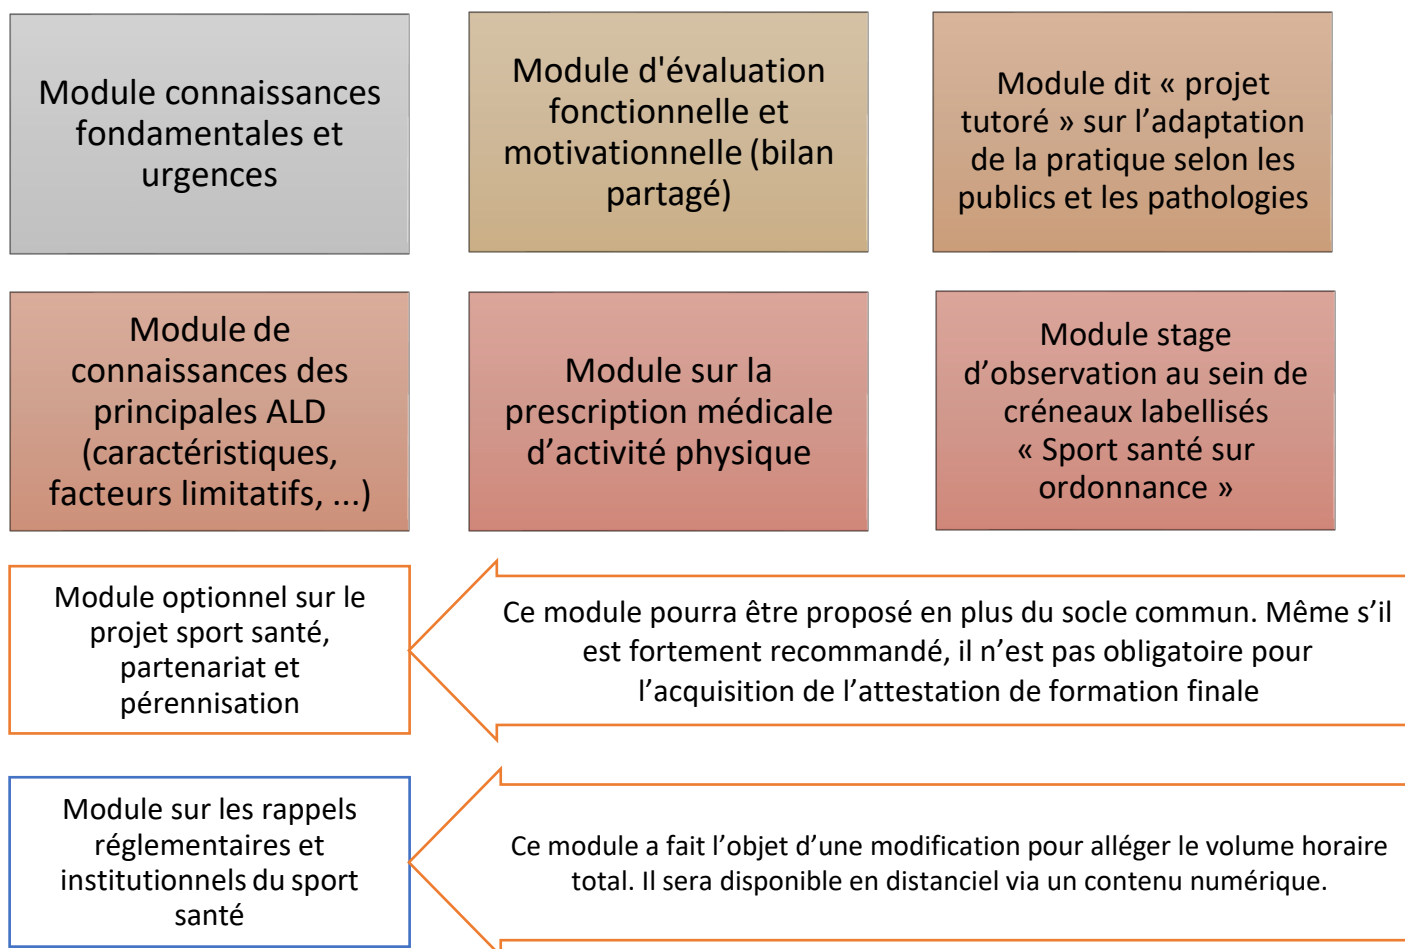 Module connaissances
fondamentales et
urgences
Module d'évaluation
fonctionnelle et
motivationnelle (bilan
partagé)
Module dit « projet
tutoré » sur l’adaptation
de la pratique selon les
publics et les pathologies
Module de
connaissances des
principales ALD
(caractéristiques,
facteurs limitatifs, ...)
Module sur la
prescription médicale
d’activité physique
Module stage
d’observation au sein de
créneaux labellisés
« Sport santé sur
ordonnance »
Module optionnel sur le
projet sport santé,
partenariat et
pérennisation
Ce module pourra être proposé en plus du socle commun. Même s’il
est fortement recommandé, il n’est pas obligatoire pour
l’acquisition de l’attestation de formation finale
Module sur les rappels
réglementaires et
institutionnels du sport
santé
Ce module a fait l’objet d’une modification pour alléger le volume horaire
total. Il sera disponible en distanciel via un contenu numérique.